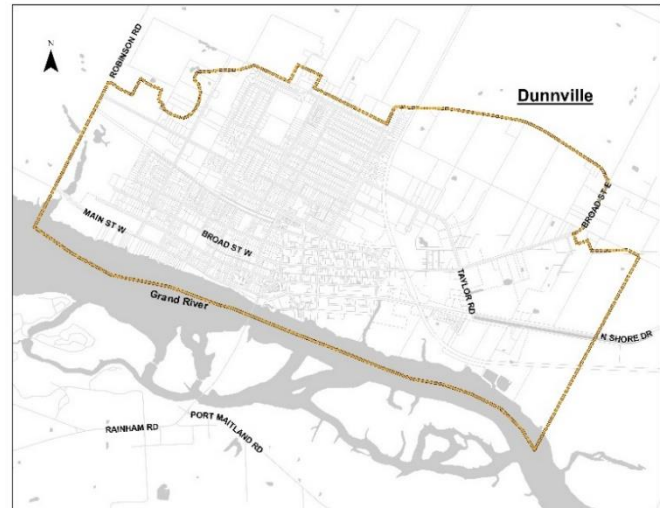 N
ROBINSON RD
Dunnville
BROAD ST E
MAIN ST W
BROAD ST W
TAYLOR RD
Grand River
N SHORE DR
PORT MAITLAND RD
RAINHAM RD